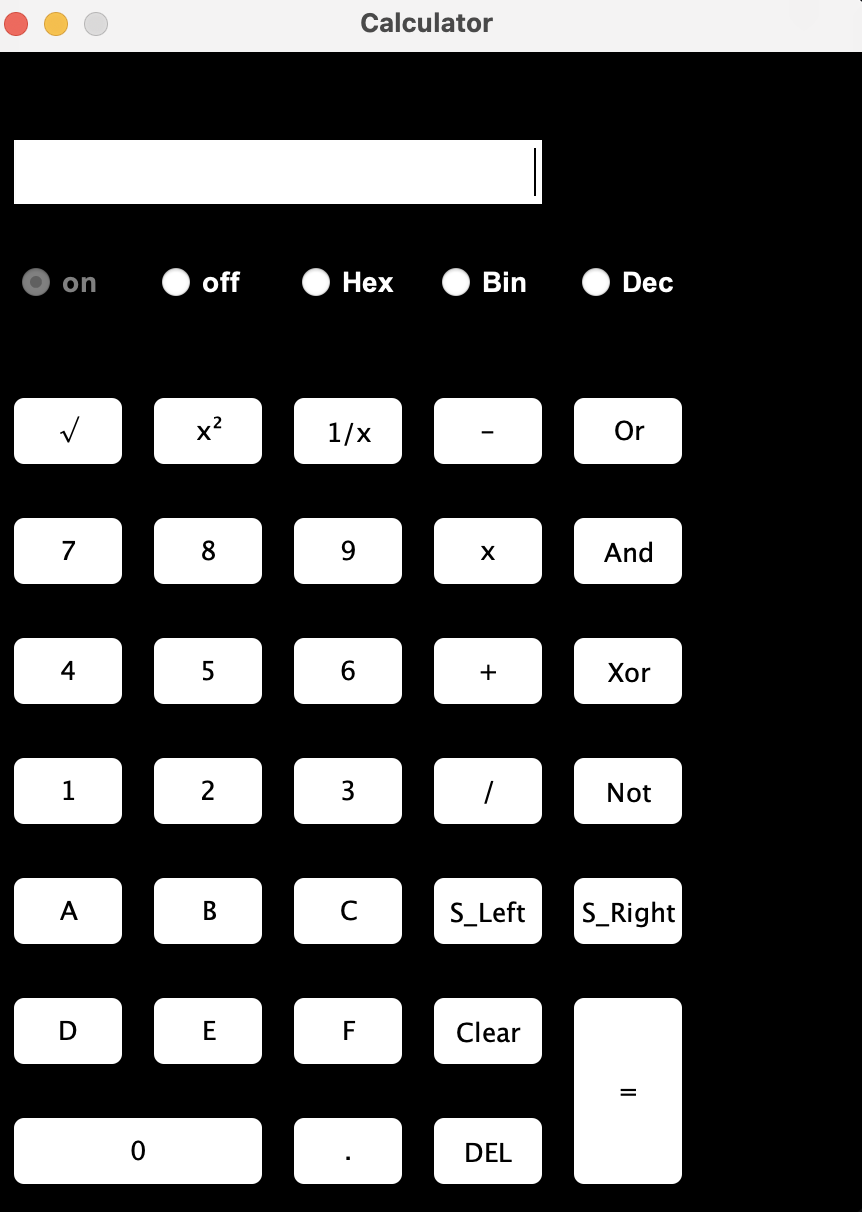 Calculator
on off Hex Bin Dec
√ x² 1/x - Or
7 8 9 x And
4 5 6 + Xor
1 2 3 / Not
A B C S_Left S_Right
D E F Clear
=
0 . DEL